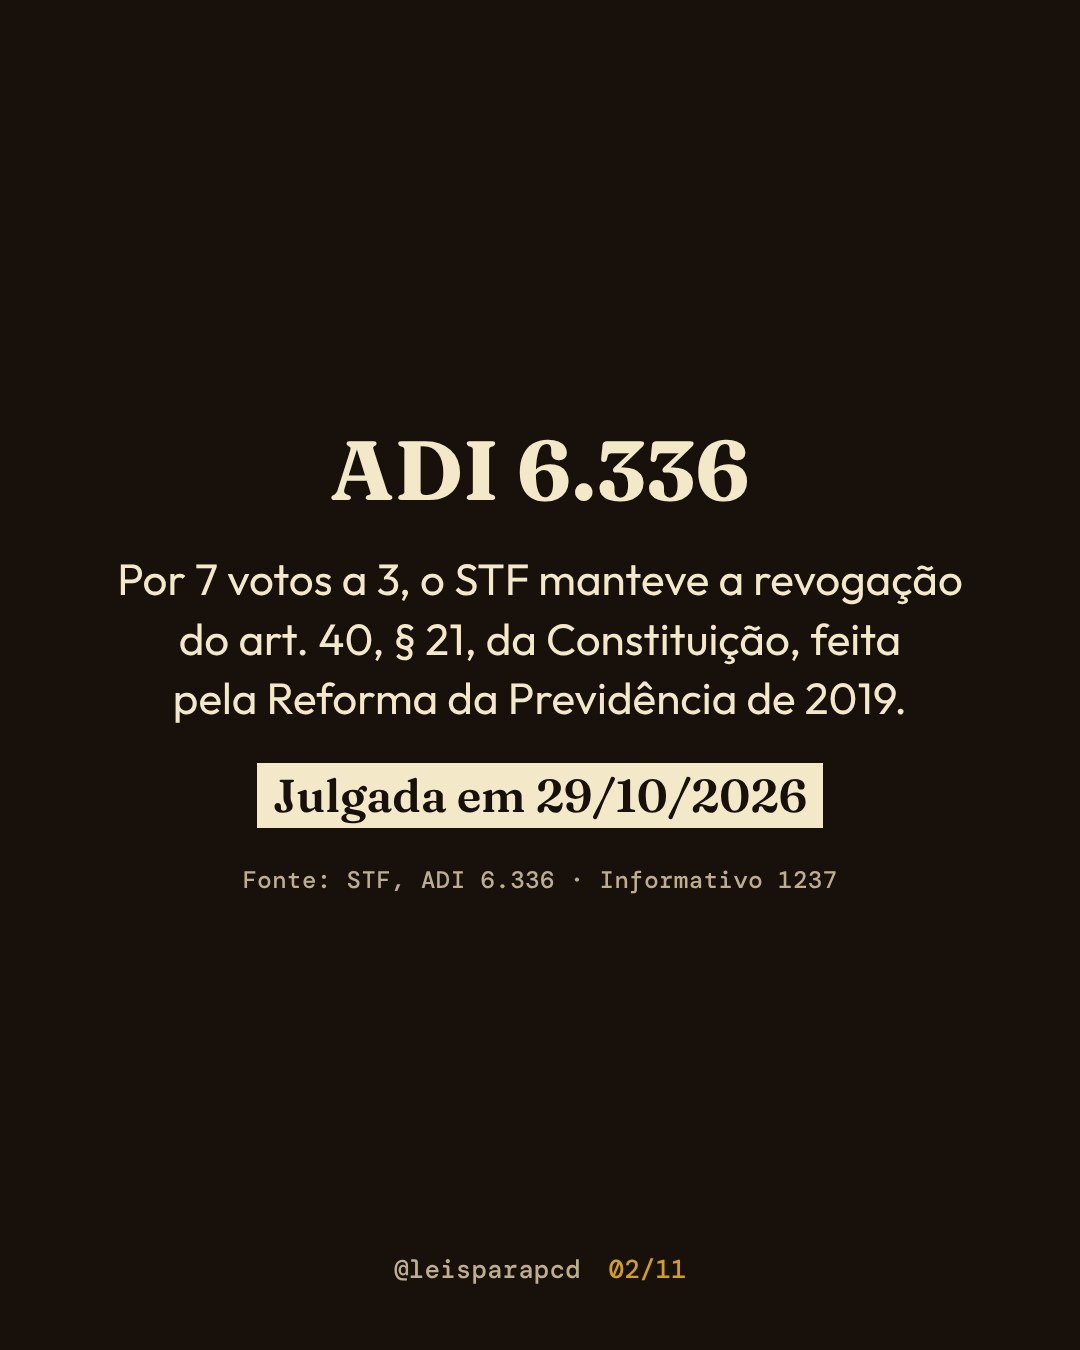 ADI 6.336
Por 7 votos a 3, o STF manteve a revogação
do art. 40, § 21, da Constituição, feita
pela Reforma da Previdência de 2019.
Julgada em 29/10/2026
Fonte: STF, ADI 6.336 · Informativo 1237
@leisparapcd 02/11